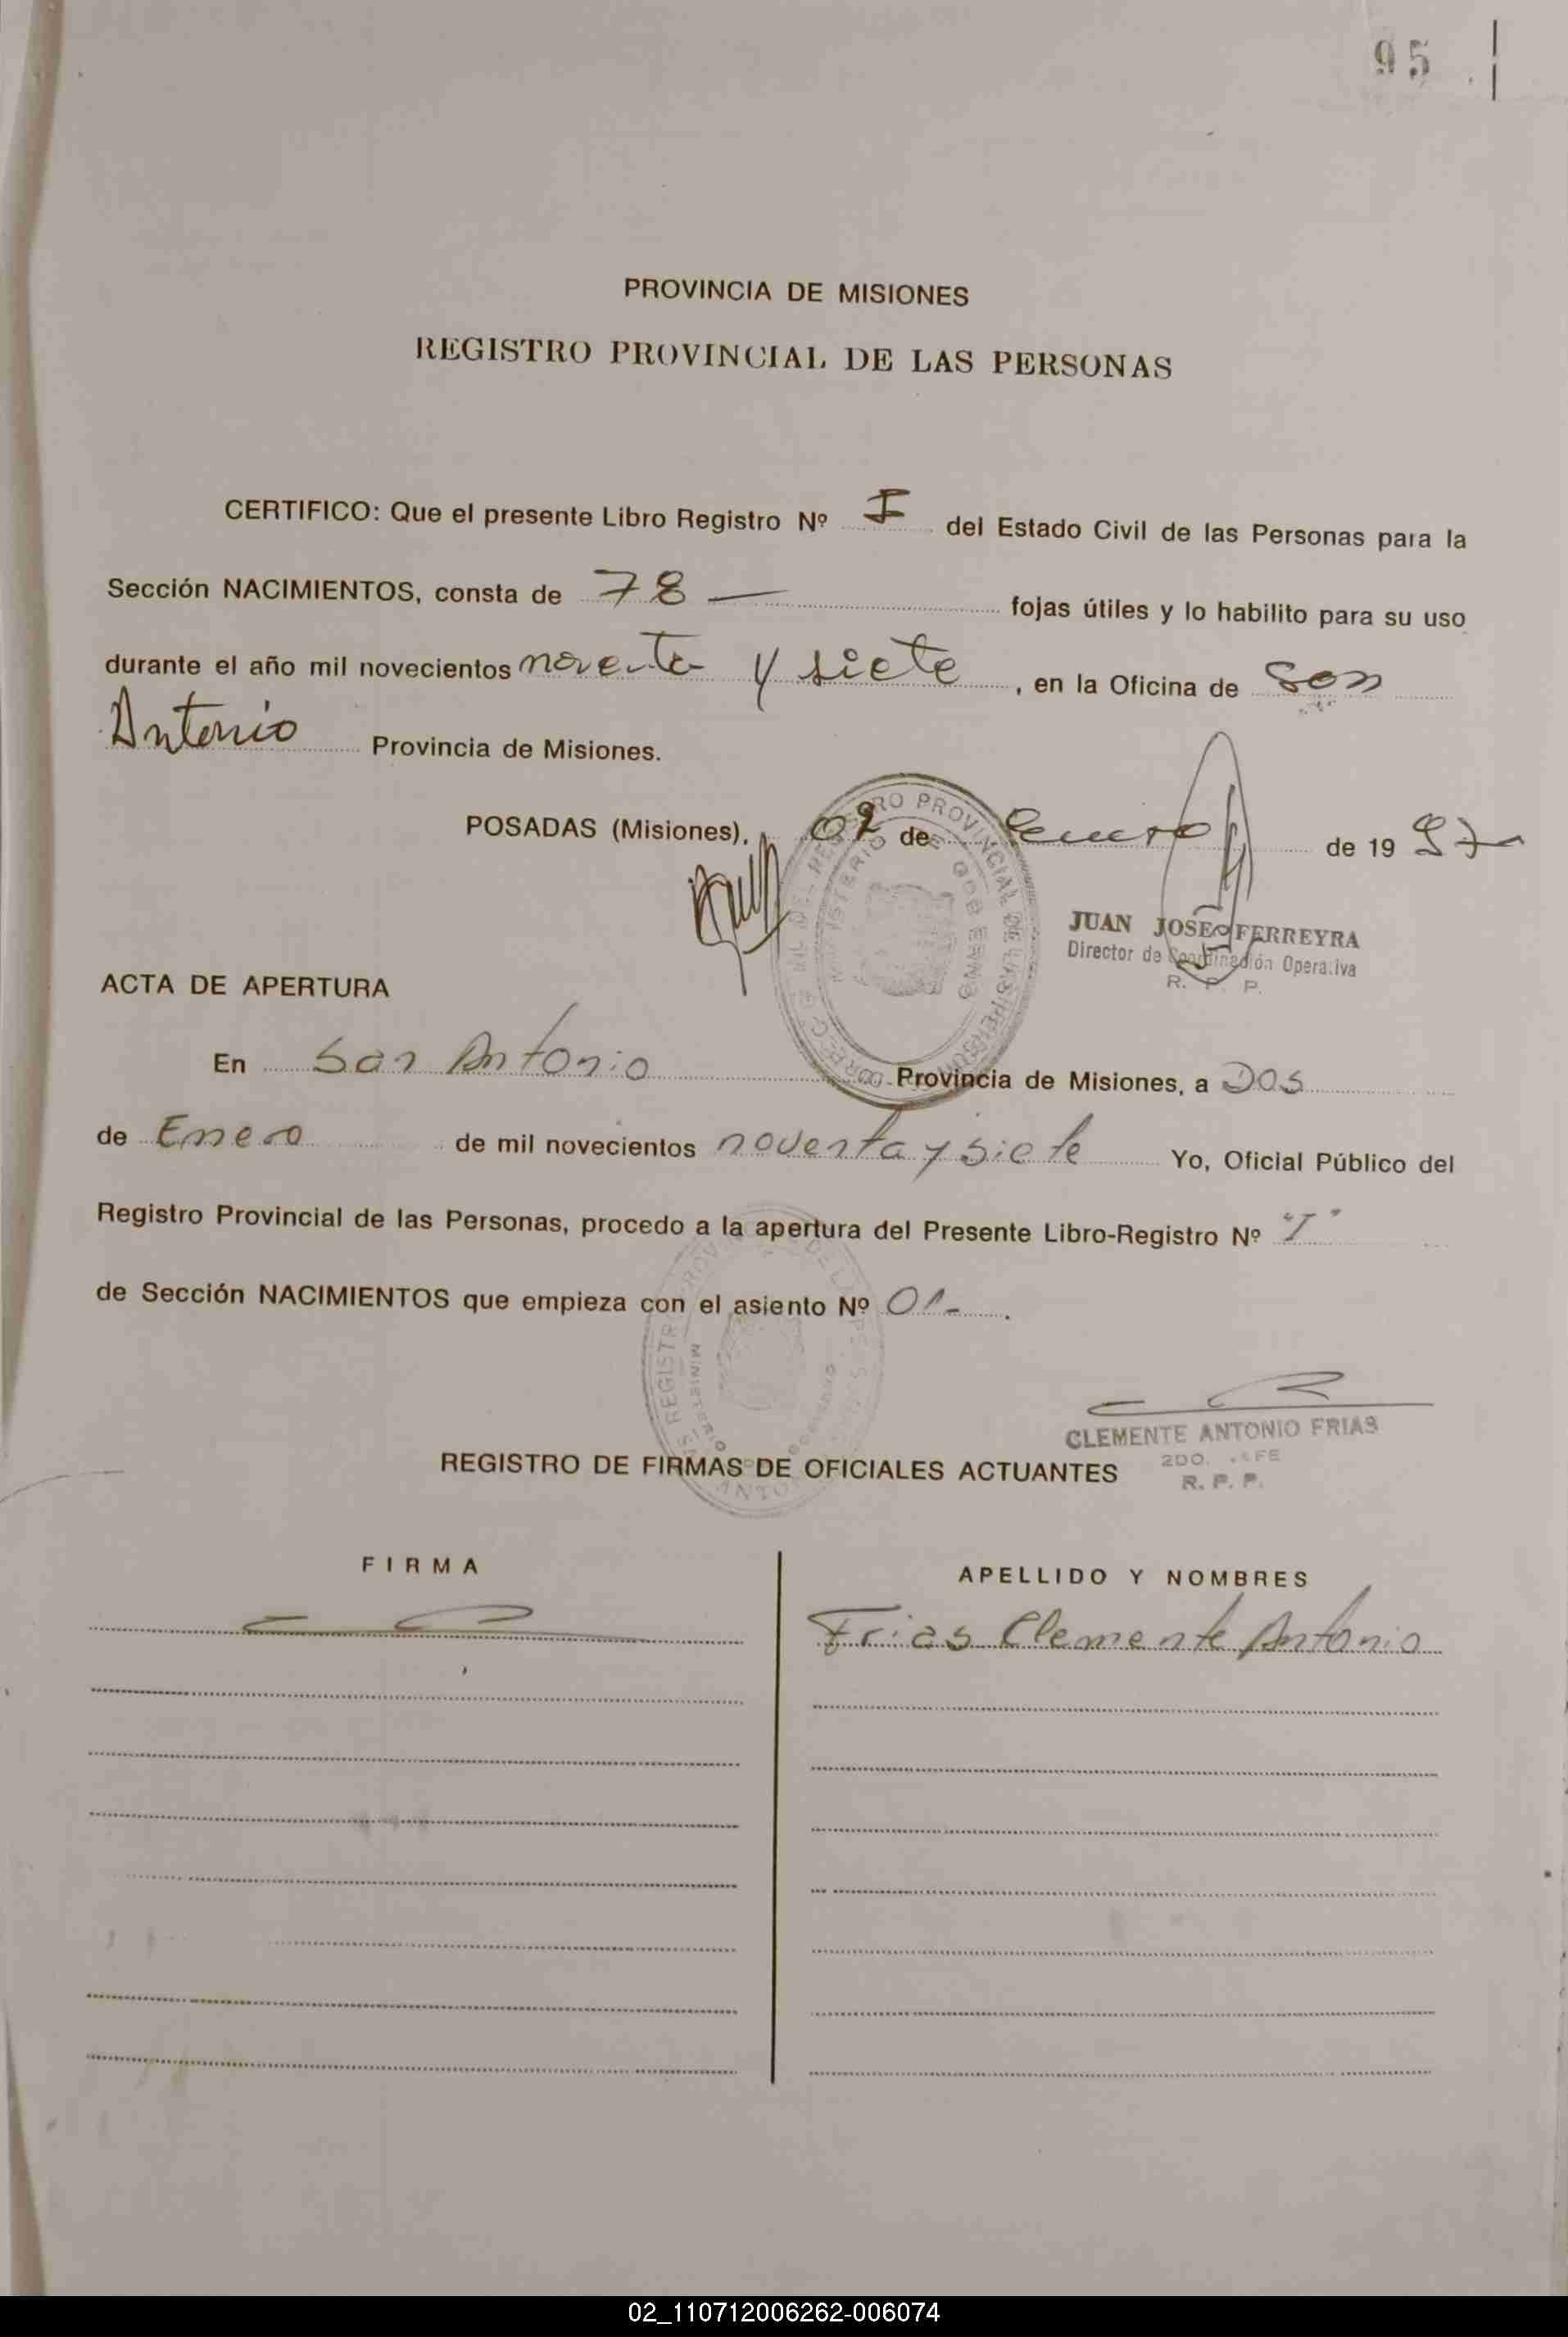 95
PROVINCIA DE MISIONES
REGISTRO PROVINCIAL DE LAS PERSONAS
CERTIFICO: Que el presente Libro Registro Nº I del Estado Civil de las Personas para la
Sección NACIMIENTOS, consta de 78 — fojas útiles y lo habilito para su uso
durante el año mil novecientos noventa y siete, en la Oficina de San
Antonio Provincia de Misiones.
POSADAS (Misiones), 02 de Enero de 1997
JUAN JOSE FERREYRA
Director de Coordinación Operativa
R. P. P.
ACTA DE APERTURA
En San Antonio Provincia de Misiones, a Dos
de Enero de mil novecientos noventa y siete Yo, Oficial Público del
Registro Provincial de las Personas, procedo a la apertura del Presente Libro-Registro Nº "I"
de Sección NACIMIENTOS que empieza con el asiento Nº 01-.
CLEMENTE ANTONIO FRIAS
2DO. JEFE
R. P. P.
REGISTRO DE FIRMAS DE OFICIALES ACTUANTES
FIRMA APELLIDO Y NOMBRES
Frias Clemente Antonio
02_110712006262-006074